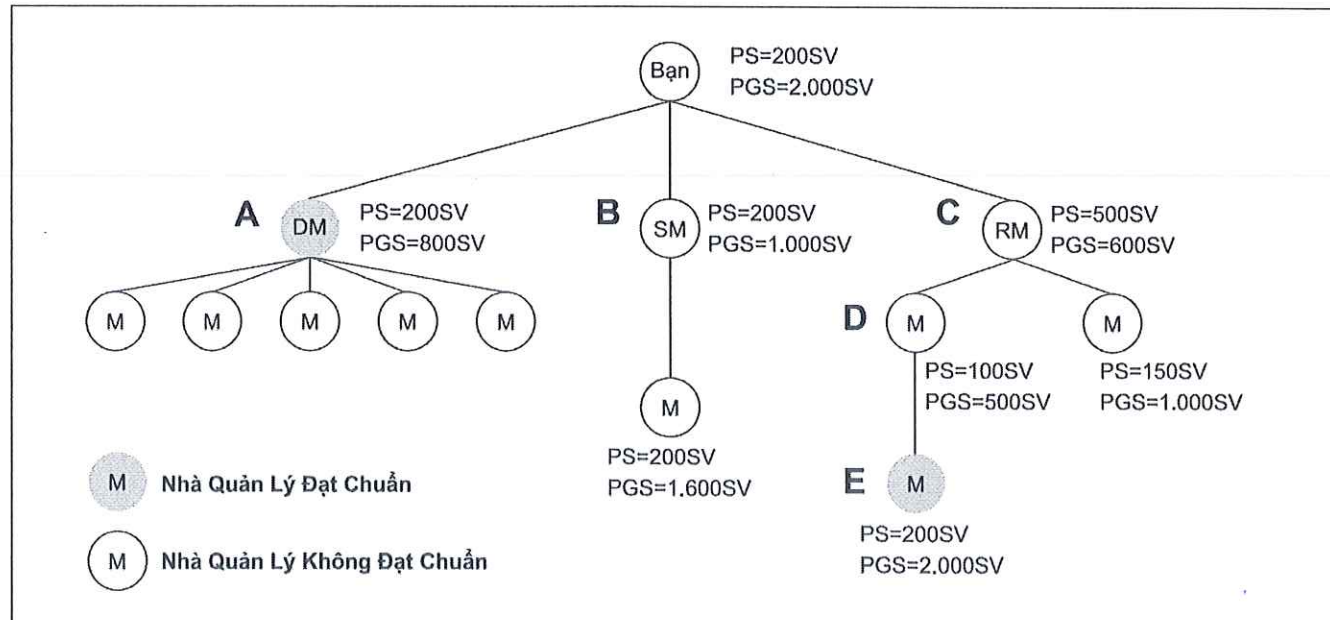 Bạn
PS=200SV
PGS=2.000SV
A
DM
PS=200SV
PGS=800SV
B
SM
PS=200SV
PGS=1.000SV
C
RM
PS=500SV
PGS=600SV
M
M
M
M
M
D
M
PS=100SV
PGS=500SV
M
PS=150SV
PGS=1.000SV
M
PS=200SV
PGS=1.600SV
E
M
PS=200SV
PGS=2.000SV
M Nhà Quản Lý Đạt Chuẩn
M Nhà Quản Lý Không Đạt Chuẩn